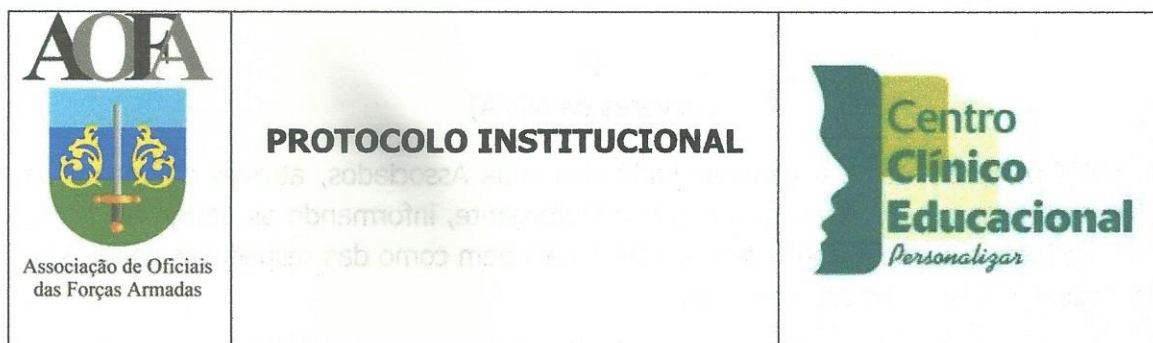 AOFA
Associação de Oficiais
das Forças Armadas
PROTOCOLO INSTITUCIONAL
Centro
Clínico
Educacional
Personalizar